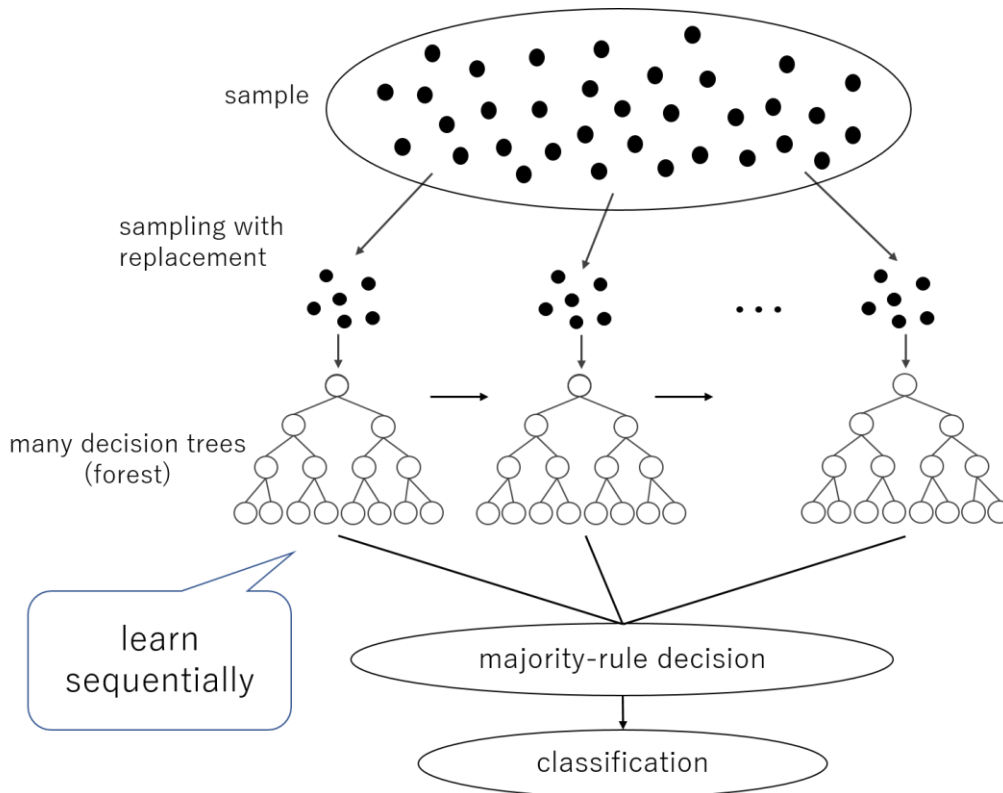 sample
sampling with
replacement
...
many decision trees
(forest)
learn
sequentially
majority-rule decision
classification